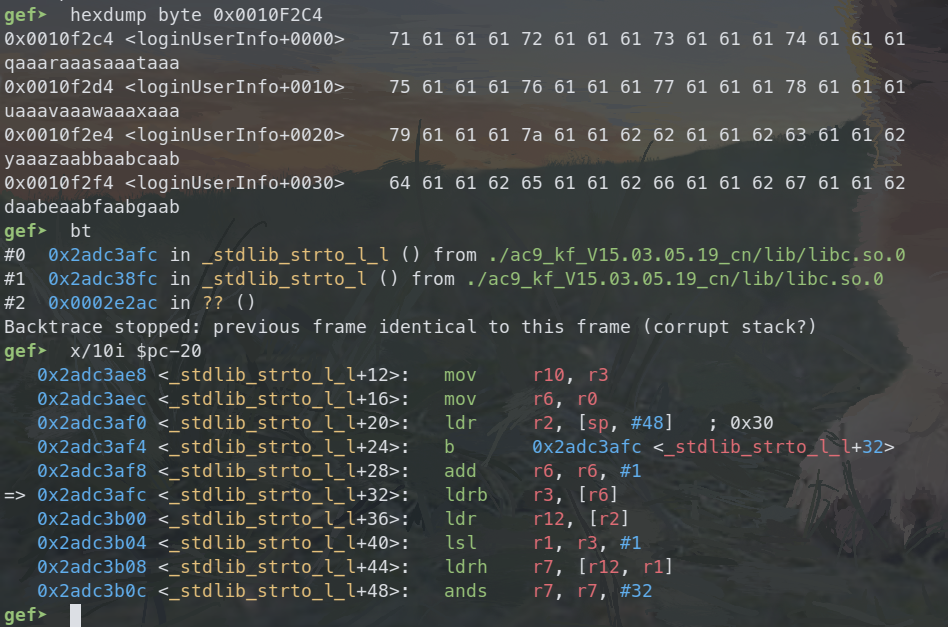 gef➤  hexdump byte 0x0010F2C4
0x0010f2c4 <loginUserInfo+0000>    71 61 61 61 72 61 61 61 73 61 61 61 74 61 61 61
qaaaraaasaaataaa
0x0010f2d4 <loginUserInfo+0010>    75 61 61 61 76 61 61 61 77 61 61 61 78 61 61 61
uaaavaaawaaaxaaa
0x0010f2e4 <loginUserInfo+0020>    79 61 61 61 7a 61 61 62 62 61 61 62 63 61 61 62
yaaazaabbaabcaab
0x0010f2f4 <loginUserInfo+0030>    64 61 61 62 65 61 61 62 66 61 61 62 67 61 61 62
daabeaabfaabgaab
gef➤  bt
#0  0x2adc3afc in _stdlib_strto_l_l () from ./ac9_kf_V15.03.05.19_cn/lib/libc.so.0
#1  0x2adc38fc in _stdlib_strto_l () from ./ac9_kf_V15.03.05.19_cn/lib/libc.so.0
#2  0x0002e2ac in ?? ()
Backtrace stopped: previous frame identical to this frame (corrupt stack?)
gef➤  x/10i $pc-20
   0x2adc3ae8 <_stdlib_strto_l_l+12>:	mov	r10, r3
   0x2adc3aec <_stdlib_strto_l_l+16>:	mov	r6, r0
   0x2adc3af0 <_stdlib_strto_l_l+20>:	ldr	r2, [sp, #48]	; 0x30
   0x2adc3af4 <_stdlib_strto_l_l+24>:	b	0x2adc3afc <_stdlib_strto_l_l+32>
   0x2adc3af8 <_stdlib_strto_l_l+28>:	add	r6, r6, #1
=> 0x2adc3afc <_stdlib_strto_l_l+32>:	ldrb	r3, [r6]
   0x2adc3b00 <_stdlib_strto_l_l+36>:	ldr	r12, [r2]
   0x2adc3b04 <_stdlib_strto_l_l+40>:	lsl	r1, r3, #1
   0x2adc3b08 <_stdlib_strto_l_l+44>:	ldrh	r7, [r12, r1]
   0x2adc3b0c <_stdlib_strto_l_l+48>:	ands	r7, r7, #32
gef➤